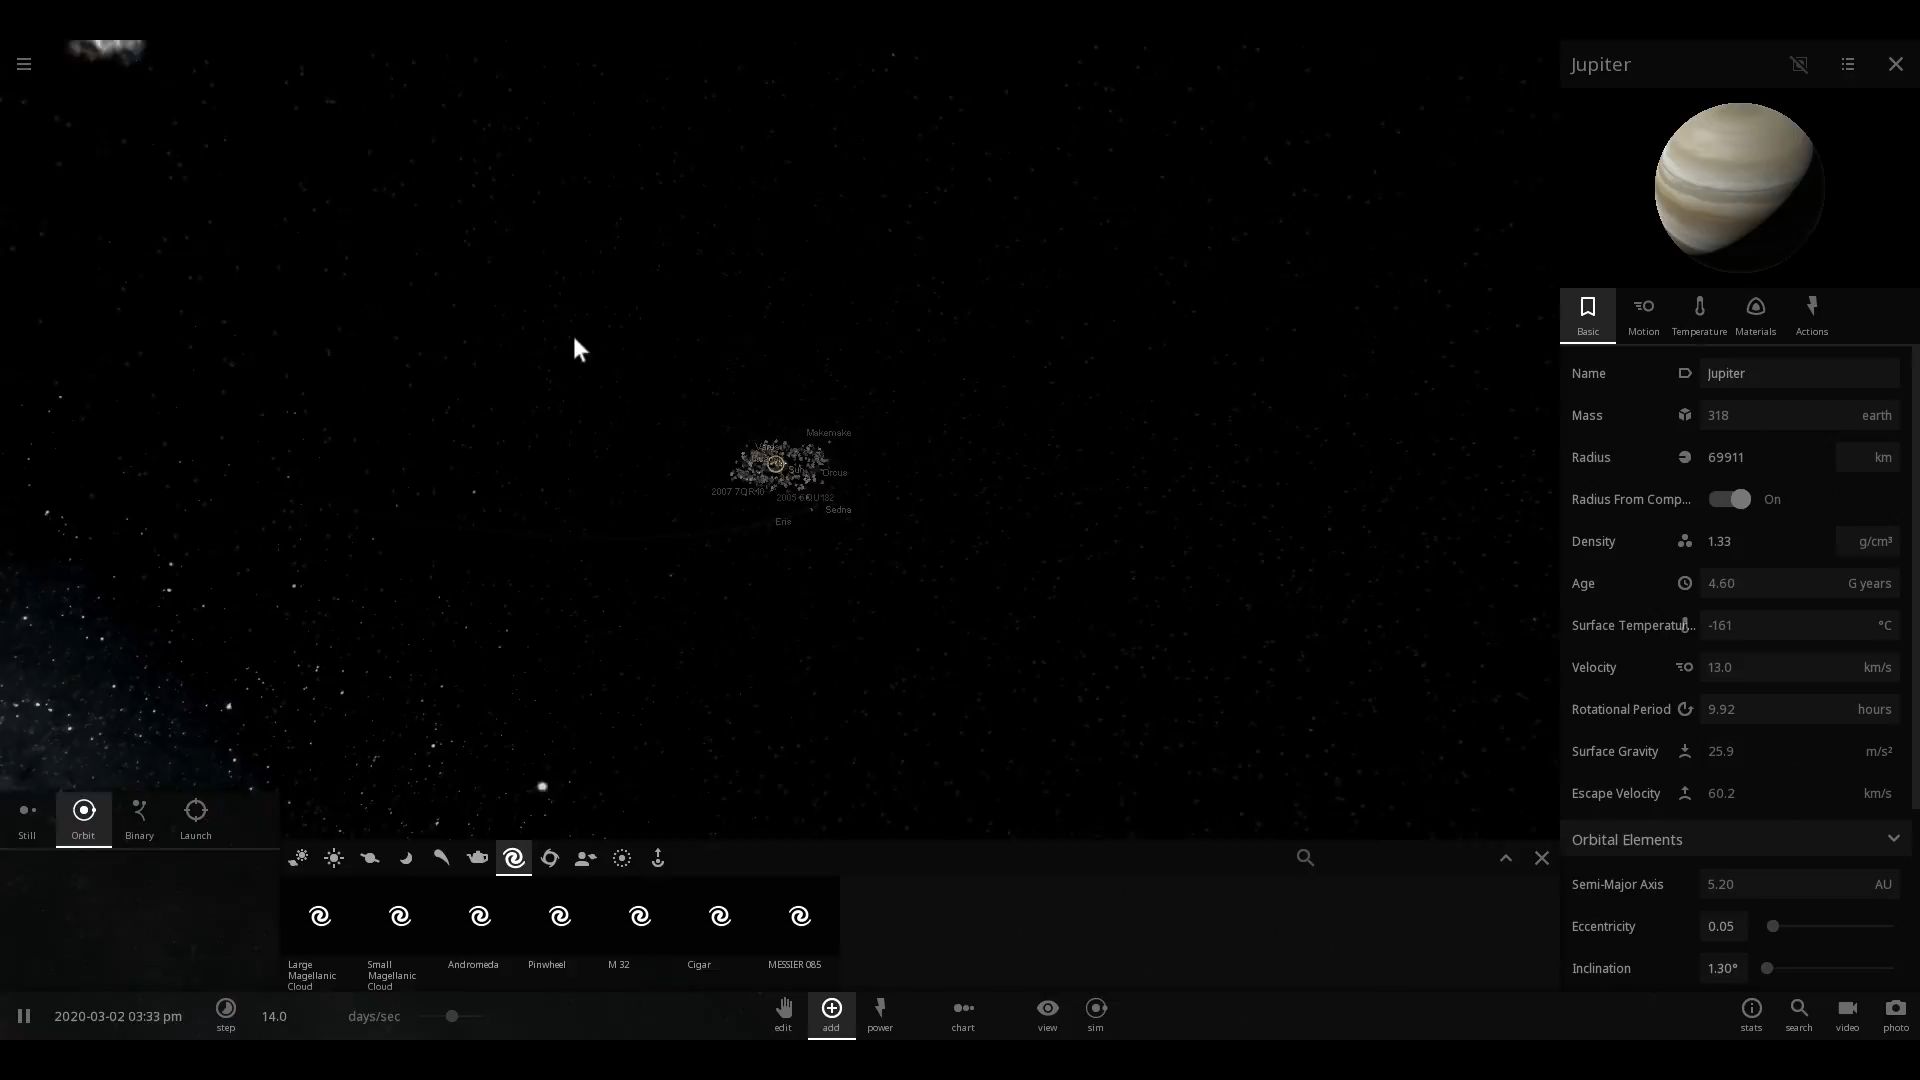 Jupiter
Makemake
Orcus
2007 7QR40
Sedna
Eris
Basic
Motion
Temperature
Materials
Actions
Name
Jupiter
Mass
318
earth
Radius
69911
km
Radius From Comp...
On
Density
1.33
g/cm³
Age
4.60
G years
Surface Temperatur...
-161
°C
Velocity
13.0
km/s
Rotational Period
9.92
hours
Surface Gravity
25.9
m/s²
Escape Velocity
60.2
km/s
Orbital Elements
Semi-Major Axis
5.20
AU
Eccentricity
0.05
Inclination
1.30°
Still
Orbit
Binary
Launch
Large
Magellanic
Cloud
Small
Magellanic
Cloud
Andromeda
Pinwheel
M 32
Cigar
MESSIER 085
2020-03-02 03:33 pm
step
14.0
days/sec
edit
add
power
chart
view
sim
stats
search
video
photo